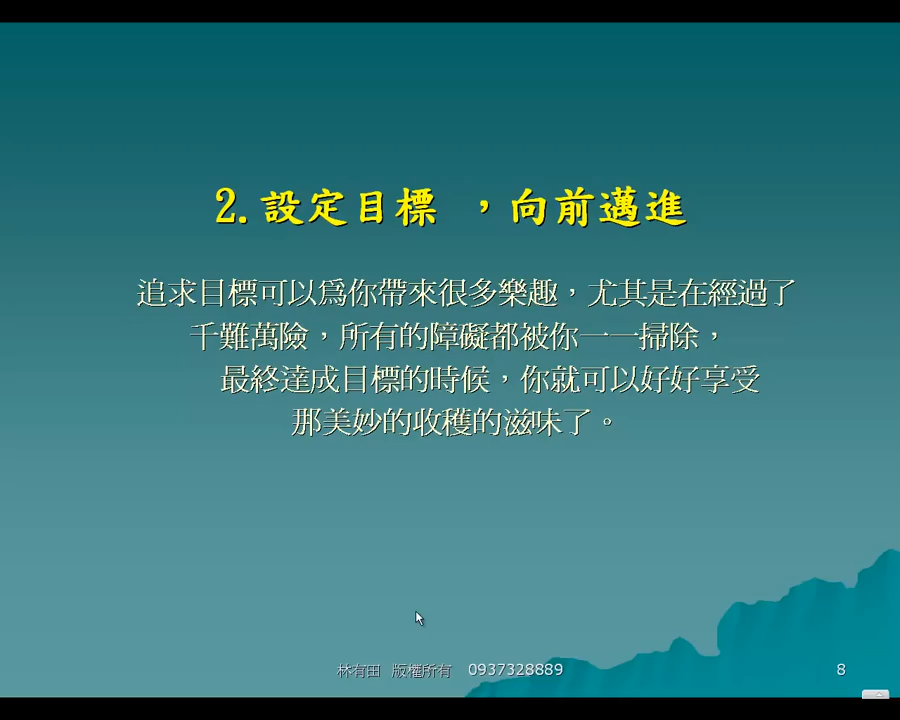 2.設定目標 ，向前邁進
追求目標可以為你帶來很多樂趣，尤其是在經過了
千難萬險，所有的障礙都被你一一掃除，
最終達成目標的時候，你就可以好好享受
那美妙的收穫的滋味了。
林有田 版權所有 0937328889
8